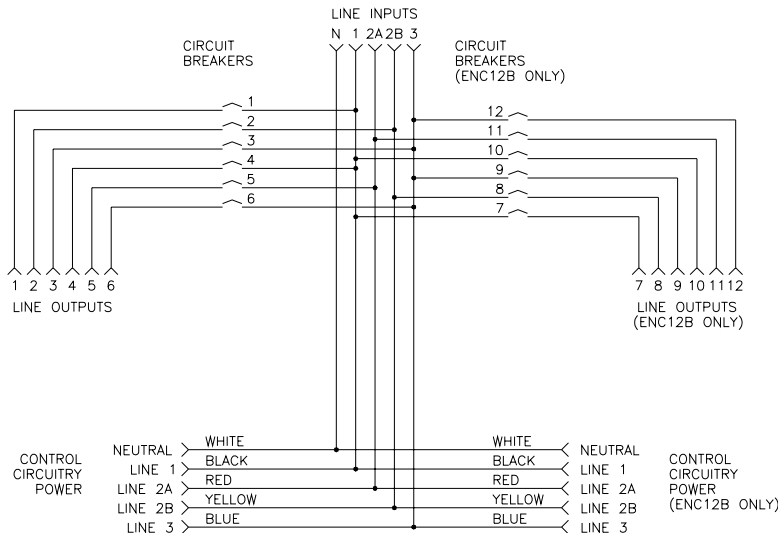 LINE INPUTS
N 1 2A 2B 3
CIRCUIT
BREAKERS
CIRCUIT
BREAKERS
(ENC12B ONLY)
1
2
3
4
5
6
12
11
10
9
8
7
1 2 3 4 5 6
LINE OUTPUTS
7 8 9 10 11 12
LINE OUTPUTS
(ENC12B ONLY)
CONTROL
CIRCUITRY
POWER
NEUTRAL
LINE 1
LINE 2A
LINE 2B
LINE 3
WHITE
BLACK
RED
YELLOW
BLUE
WHITE
BLACK
RED
YELLOW
BLUE
NEUTRAL
LINE 1
LINE 2A
LINE 2B
LINE 3
CONTROL
CIRCUITRY
POWER
(ENC12B ONLY)